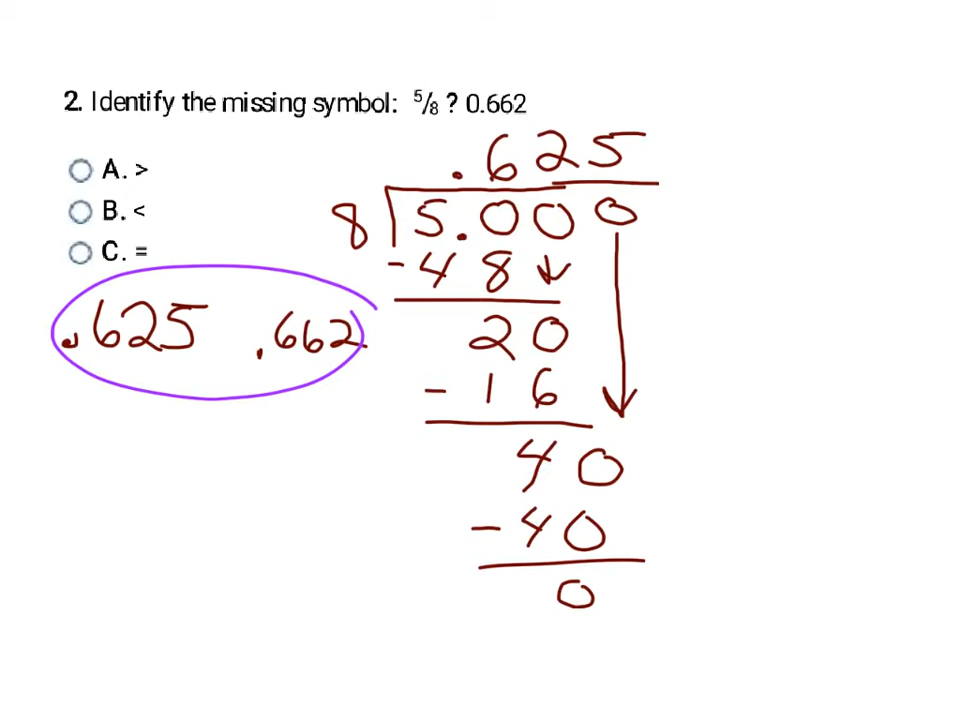 2. Identify the missing symbol: ⁵/₈ ? 0.662
A. >
B. <
C. =
.625 .662
.625
8 5.000
-48
20
-16
40
-40
0